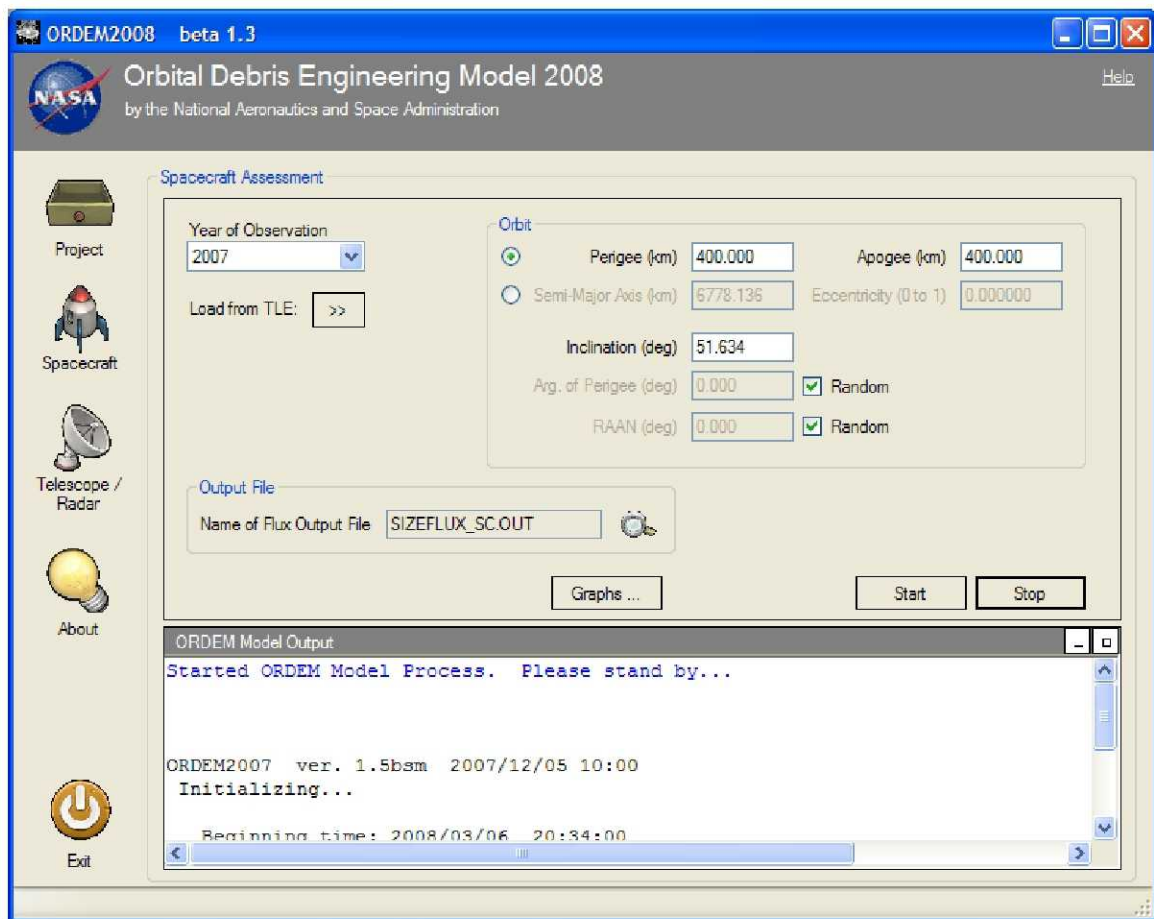 ORDEM2008 beta 1.3
Orbital Debris Engineering Model 2008
Help
NASA
by the National Aeronautics and Space Administration
Project
Spacecraft
Telescope /
Radar
About
Exit
Spacecraft Assessment
Year of Observation
2007
Load from TLE: >>
Orbit
Perigee (km) 400.000 Apogee (km) 400.000
Semi-Major Axis (km) 6778.136 Eccentricity (0 to 1) 0.000000
Inclination (deg) 51.634
Arg. of Perigee (deg) 0.000 Random
RAAN (deg) 0.000 Random
Output File
Name of Flux Output File SIZEFLUX_SC.OUT
Graphs ... Start Stop
ORDEM Model Output
Started ORDEM Model Process. Please stand by...
ORDEM2007 ver. 1.5bsm 2007/12/05 10:00
Initializing...
Beginning time: 2008/03/06 20:34:00